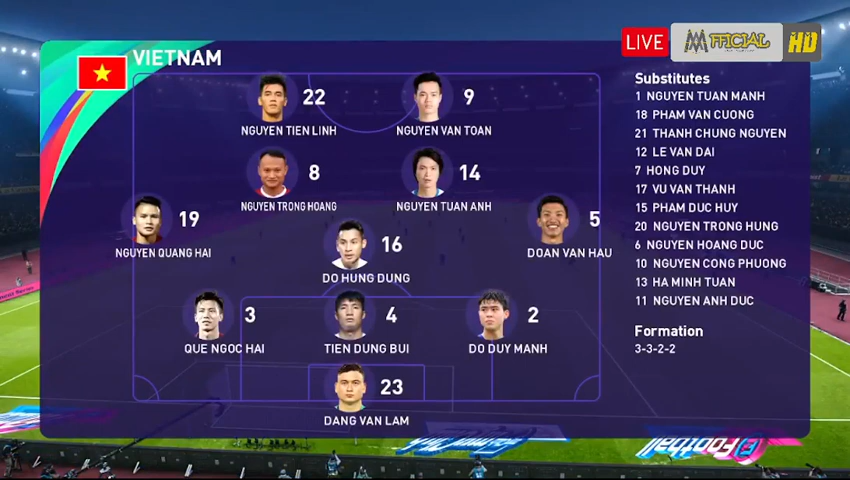 LIVE
MFFICIAL
HD
VIETNAM
22
NGUYEN TIEN LINH
9
NGUYEN VAN TOAN
8
NGUYEN TRONG HOANG
14
NGUYEN TUAN ANH
19
NGUYEN QUANG HAI
5
DOAN VAN HAU
16
DO HUNG DUNG
3
QUE NGOC HAI
4
TIEN DUNG BUI
2
DO DUY MANH
23
DANG VAN LAM
Substitutes
1 NGUYEN TUAN MANH
18 PHAM VAN CUONG
21 THANH CHUNG NGUYEN
12 LE VAN DAI
7 HONG DUY
17 VU VAN THANH
15 PHAM DUC HUY
20 NGUYEN TRONG HUNG
6 NGUYEN HOANG DUC
10 NGUYEN CONG PHUONG
13 HA MINH TUAN
11 NGUYEN ANH DUC
Formation
3-3-2-2
eFootball